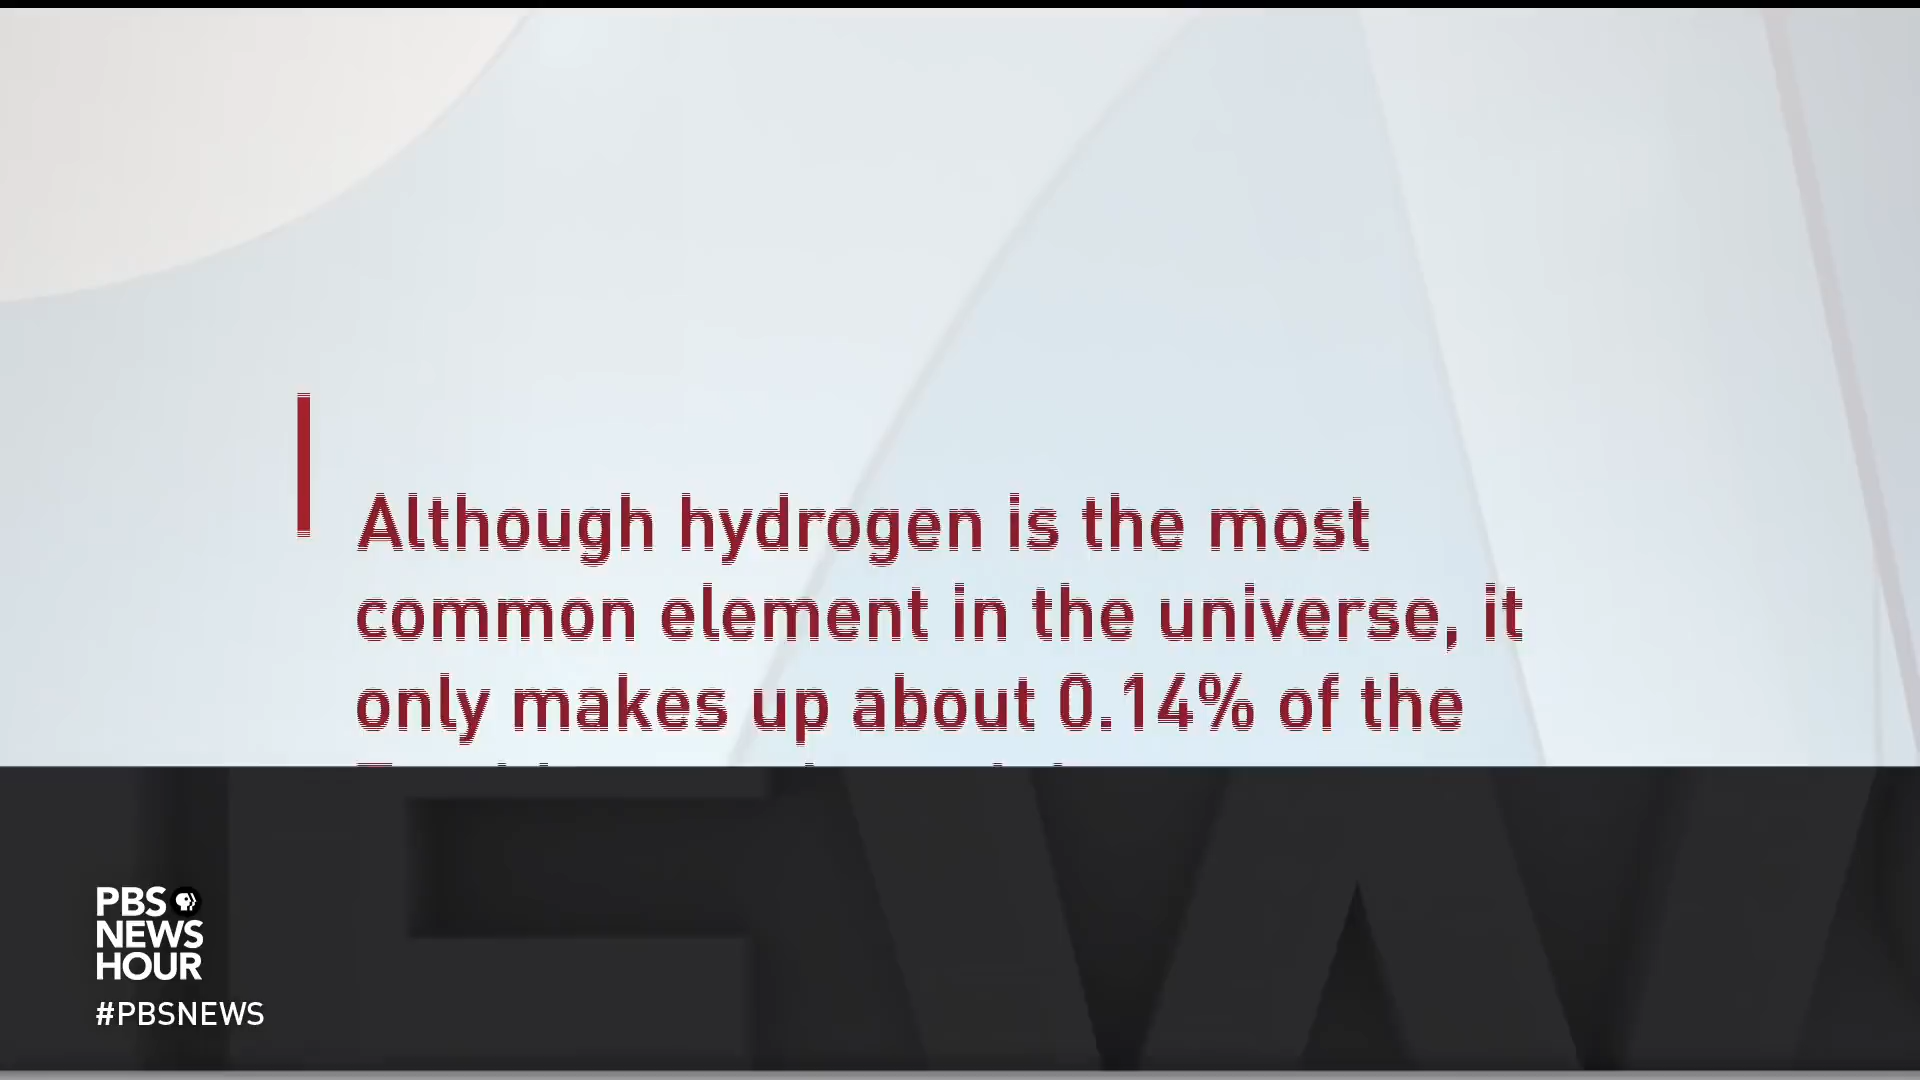 Although hydrogen is the most
common element in the universe, it
only makes up about 0.14% of the
PBS
NEWS
HOUR
#PBSNEWS